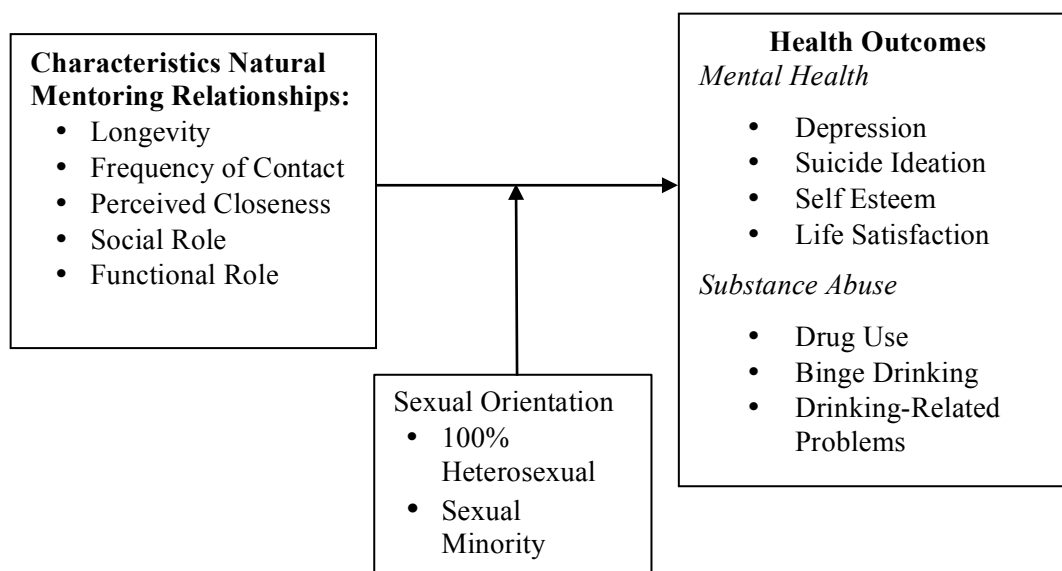 Characteristics Natural
Mentoring Relationships:
• Longevity
• Frequency of Contact
• Perceived Closeness
• Social Role
• Functional Role
Health Outcomes
Mental Health
• Depression
• Suicide Ideation
• Self Esteem
• Life Satisfaction
Substance Abuse
• Drug Use
• Binge Drinking
• Drinking-Related
Problems
Sexual Orientation
• 100%
Heterosexual
• Sexual
Minority